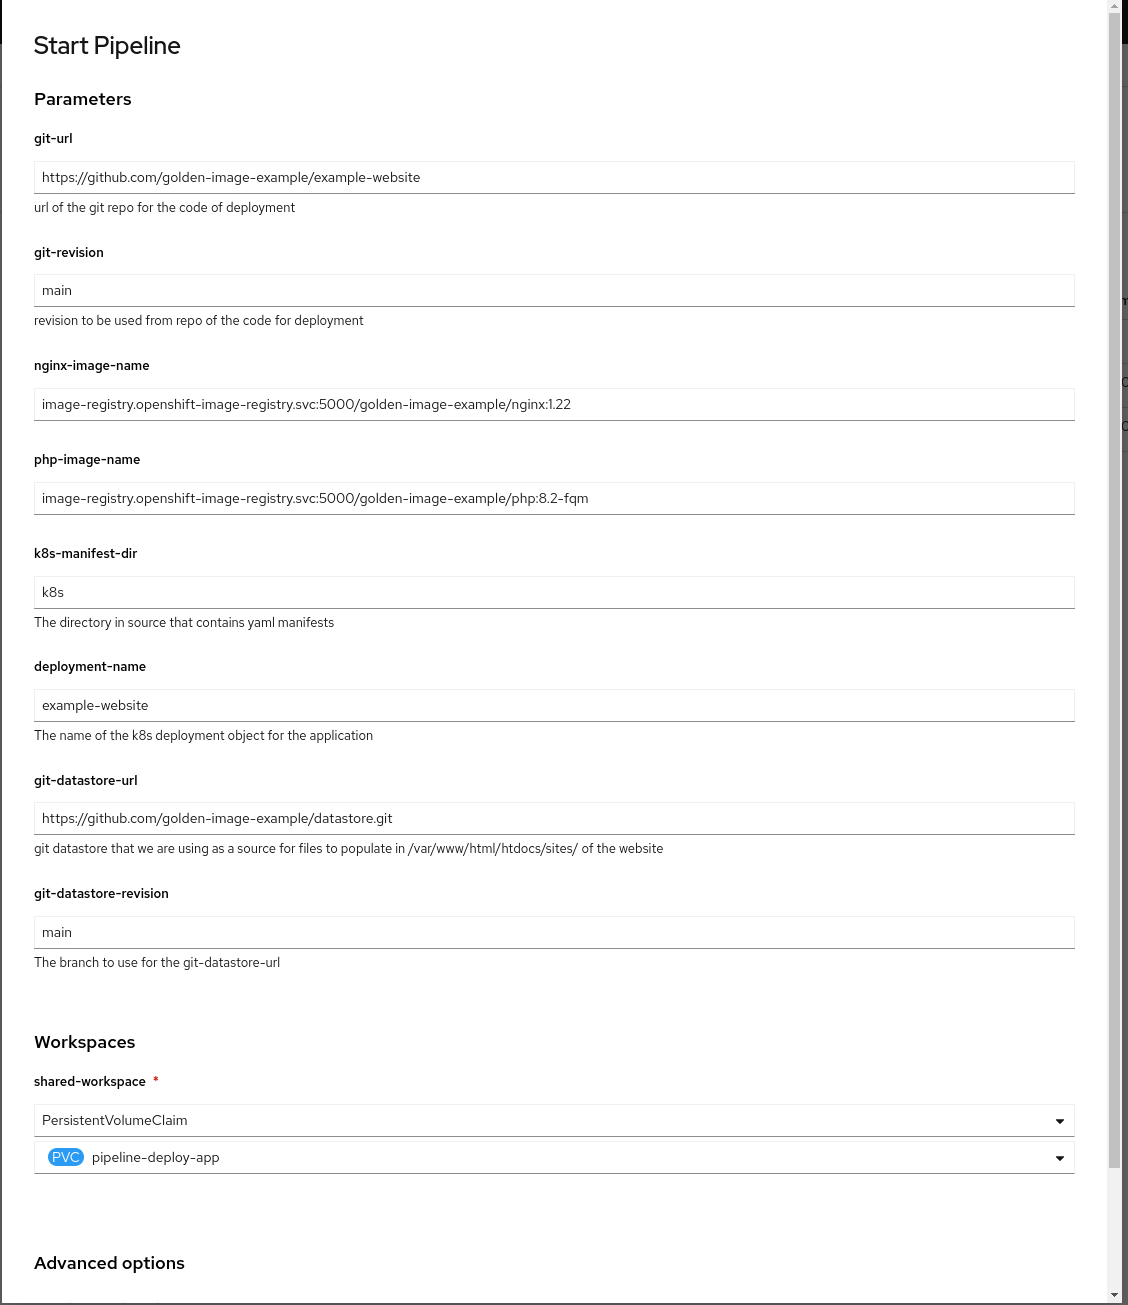 Start Pipeline
Parameters
git-url
https://github.com/golden-image-example/example-website
url of the git repo for the code of deployment
git-revision
main
revision to be used from repo of the code for deployment
nginx-image-name
image-registry.openshift-image-registry.svc:5000/golden-image-example/nginx:1.22
php-image-name
image-registry.openshift-image-registry.svc:5000/golden-image-example/php:8.2-fqm
k8s-manifest-dir
k8s
The directory in source that contains yaml manifests
deployment-name
example-website
The name of the k8s deployment object for the application
git-datastore-url
https://github.com/golden-image-example/datastore.git
git datastore that we are using as a source for files to populate in /var/www/html/htdocs/sites/ of the website
git-datastore-revision
main
The branch to use for the git-datastore-url
Workspaces
shared-workspace *
PersistentVolumeClaim
PVC pipeline-deploy-app
Advanced options